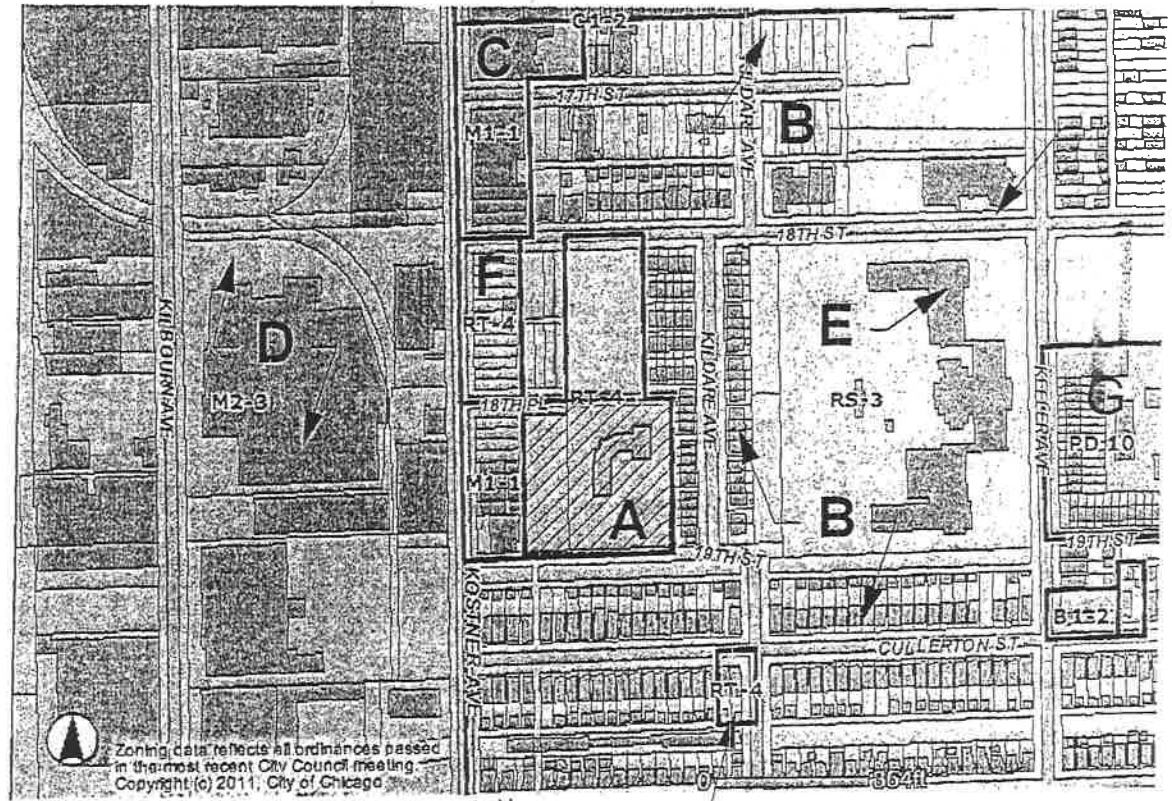 C1-2
C
17TH ST
KILDARE AVE
B
M1-1
18TH ST
F
RT-4
E
KILBOURN AVE
D
M2-3
KILDARE AVE
RS-3
KEELER AVE
G
PD 10
18TH PL
RT-4
M1-1
A
B
19TH ST
19TH ST
KOSTNER AVE
B1-2
CULLERTON ST
RT-4
Zoning data reflects all ordinances passed
in the most recent City Council meeting.
Copyright (c) 2011, City of Chicago
0 864ft